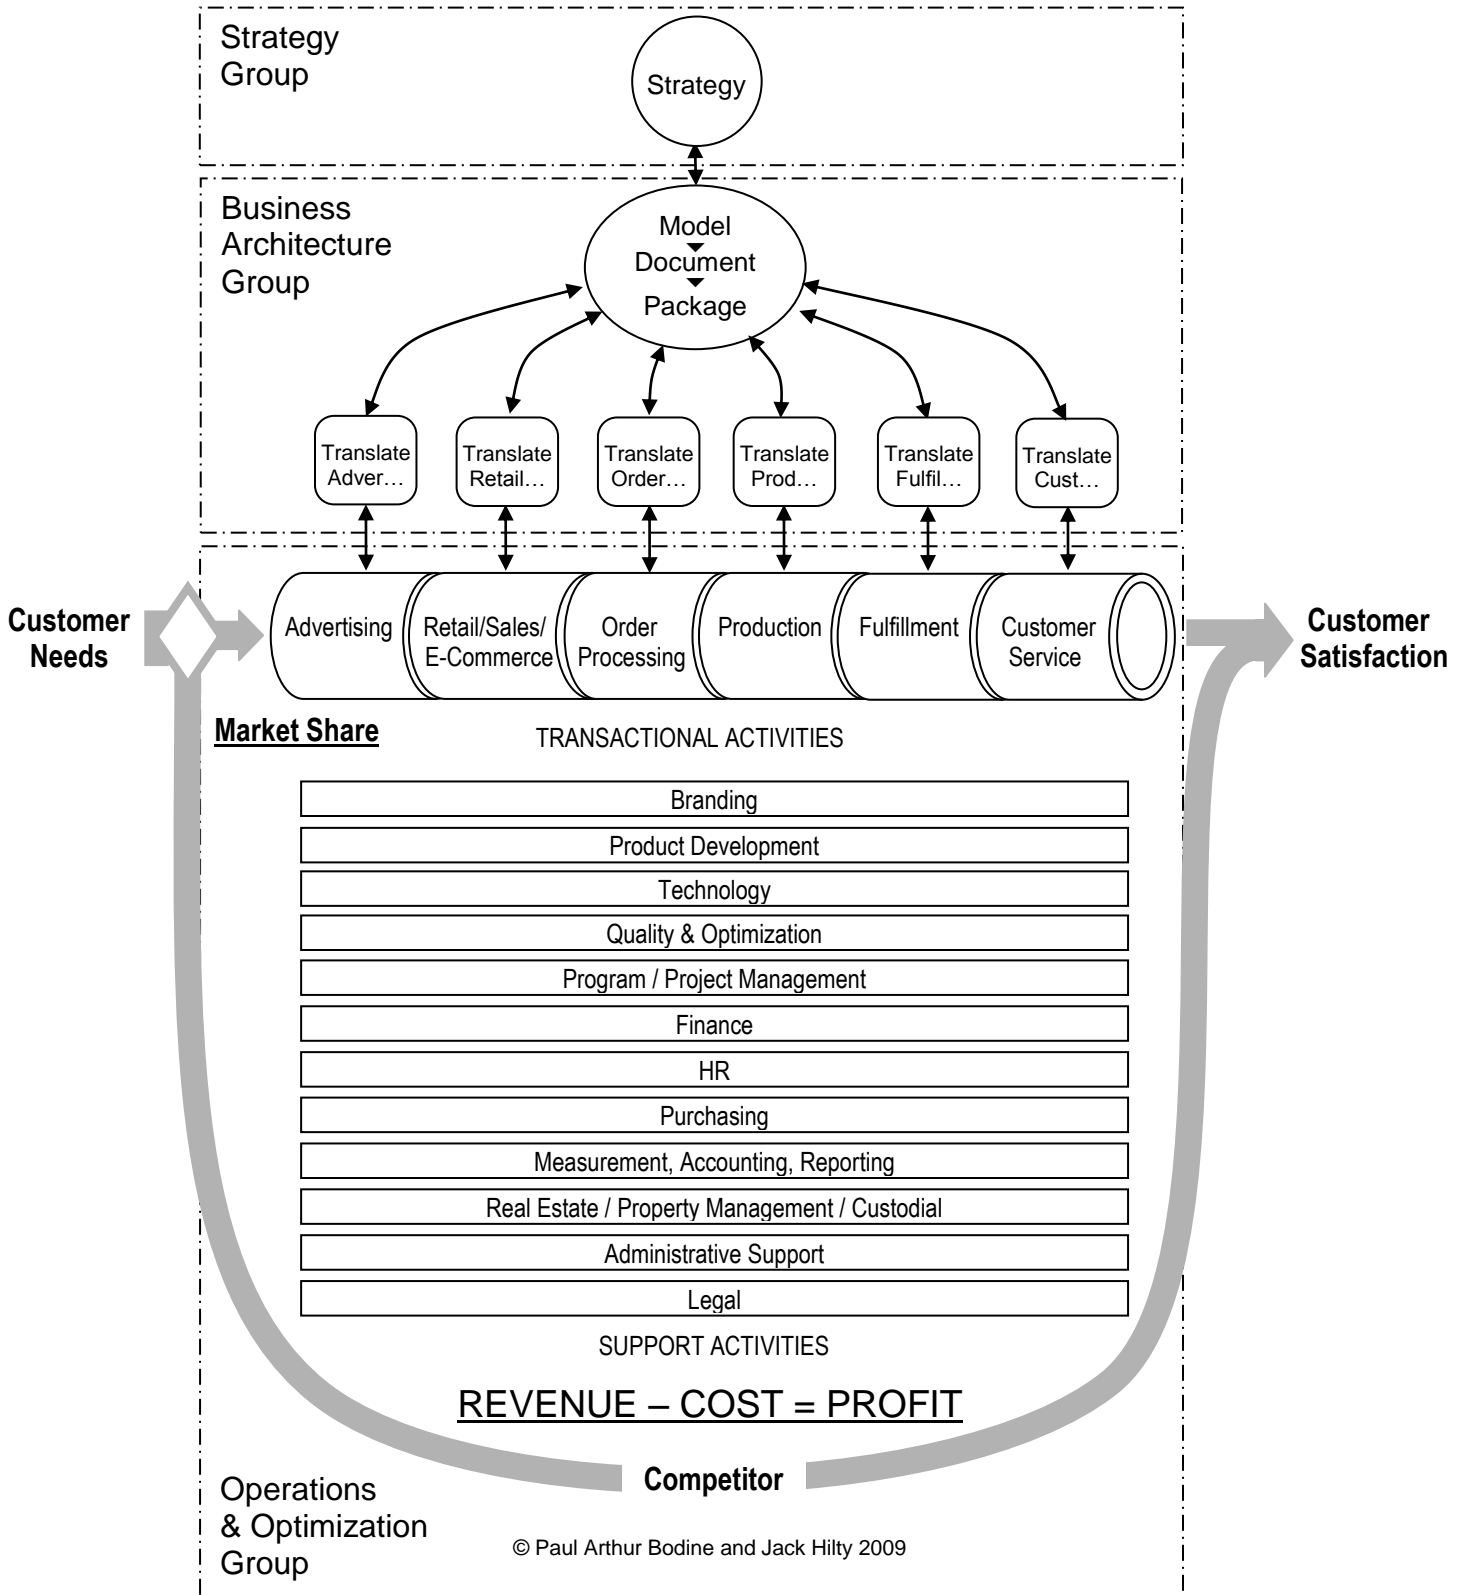 Strategy
Group
Strategy
Business
Architecture
Group
Model
Document
Package
Translate
Adver…
Translate
Retail…
Translate
Order…
Translate
Prod…
Translate
Fulfil…
Translate
Cust…
Customer
Needs
Advertising
Retail/Sales/
E-Commerce
Order
Processing
Production
Fulfillment
Customer
Service
Customer
Satisfaction
Market Share
TRANSACTIONAL ACTIVITIES
Branding
Product Development
Technology
Quality & Optimization
Program / Project Management
Finance
HR
Purchasing
Measurement, Accounting, Reporting
Real Estate / Property Management / Custodial
Administrative Support
Legal
SUPPORT ACTIVITIES
REVENUE – COST = PROFIT
Competitor
Operations
& Optimization
Group
© Paul Arthur Bodine and Jack Hilty 2009